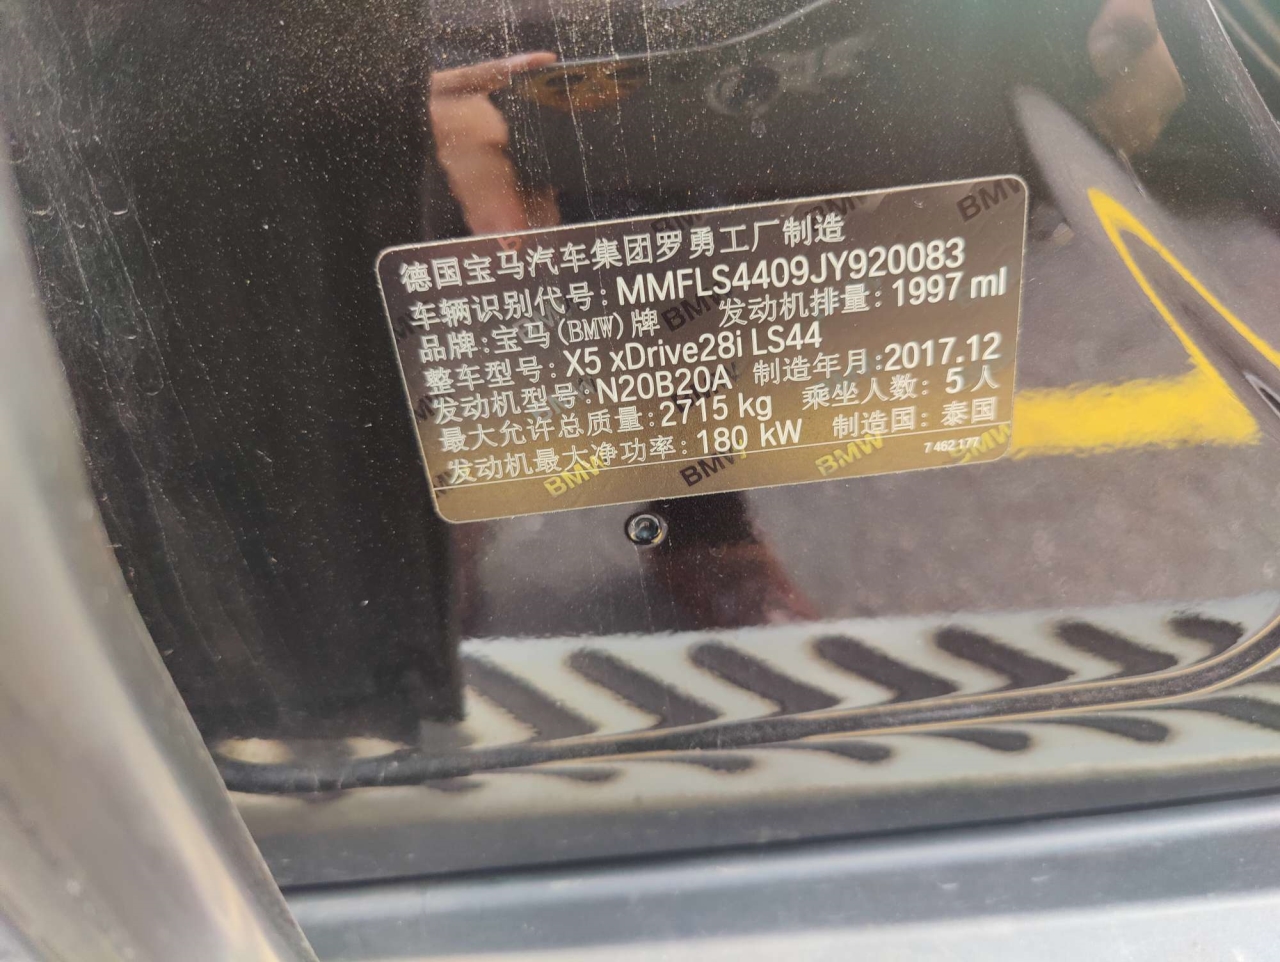 德国宝马汽车集团罗勇工厂制造
车辆识别代号: MMFLS4409JY920083
品牌: 宝马(BMW)牌 发动机排量: 1997 ml
整车型号: X5 xDrive28i LS44
发动机型号: N20B20A 制造年月: 2017.12
最大允许总质量: 2715 kg 乘坐人数: 5 人
发动机最大净功率: 180 kW 制造国: 泰国
7 462 177
BMW BMW BMW BMW